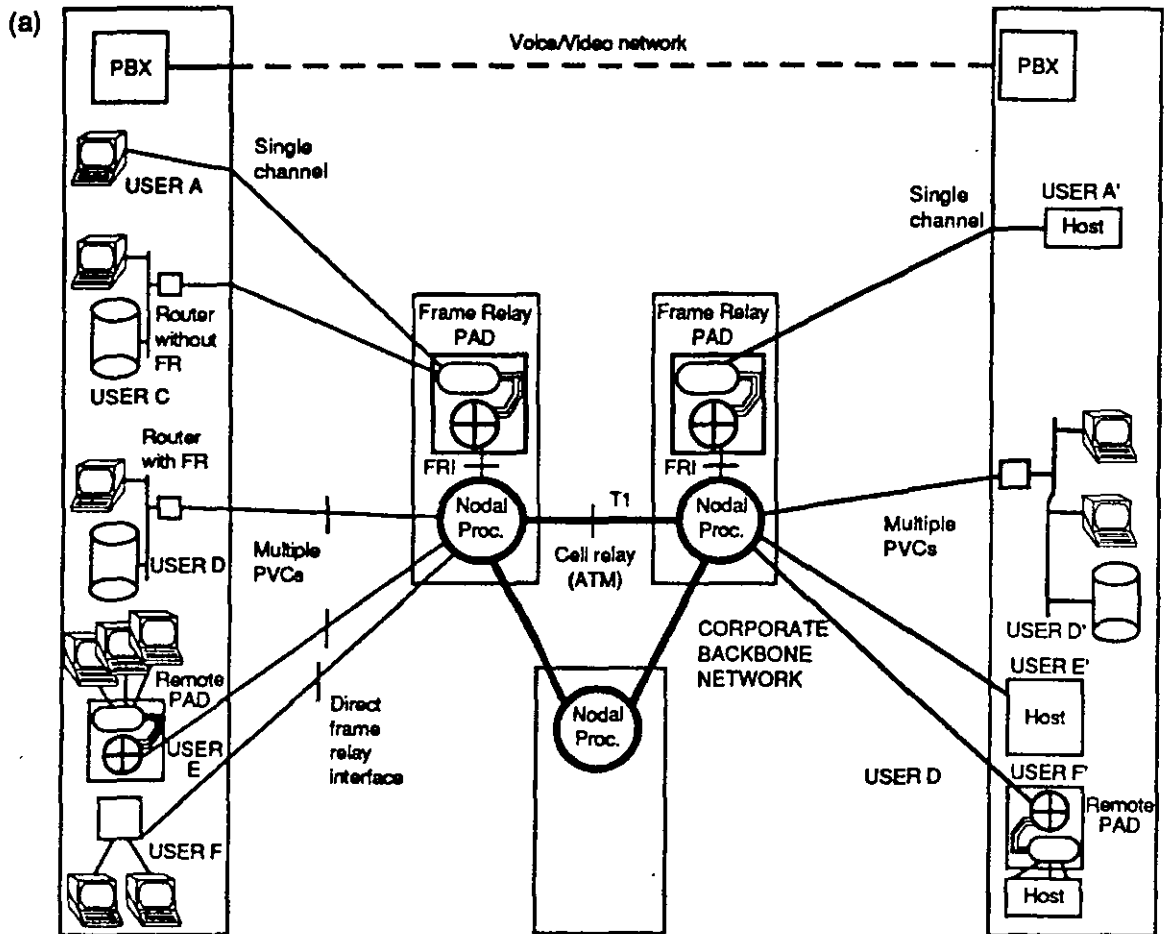 (a)
Voice/Video network
PBX
PBX
USER A
Single
channel
Single
channel
USER A'
Host
Router
without
FR
USER C
Frame Relay
PAD
Frame Relay
PAD
FRI
FRI
Router
with FR
USER D
Multiple
PVCs
Nodal
Proc.
T1
Cell relay
(ATM)
Nodal
Proc.
Multiple
PVCs
USER D'
Remote
PAD
USER
E
Direct
frame
relay
interface
CORPORATE
BACKBONE
NETWORK
Nodal
Proc.
USER E'
Host
USER D
USER F'
Remote
PAD
Host
USER F